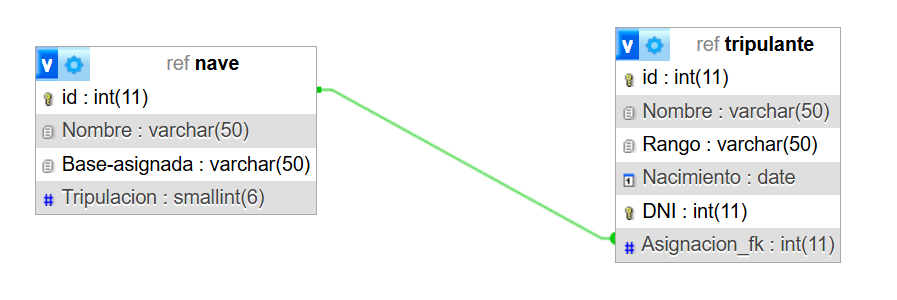 V ref nave
id : int(11)
Nombre : varchar(50)
Base-asignada : varchar(50)
# Tripulacion : smallint(6)
V ref tripulante
id : int(11)
Nombre : varchar(50)
Rango : varchar(50)
Nacimiento : date
DNI : int(11)
# Asignacion_fk : int(11)